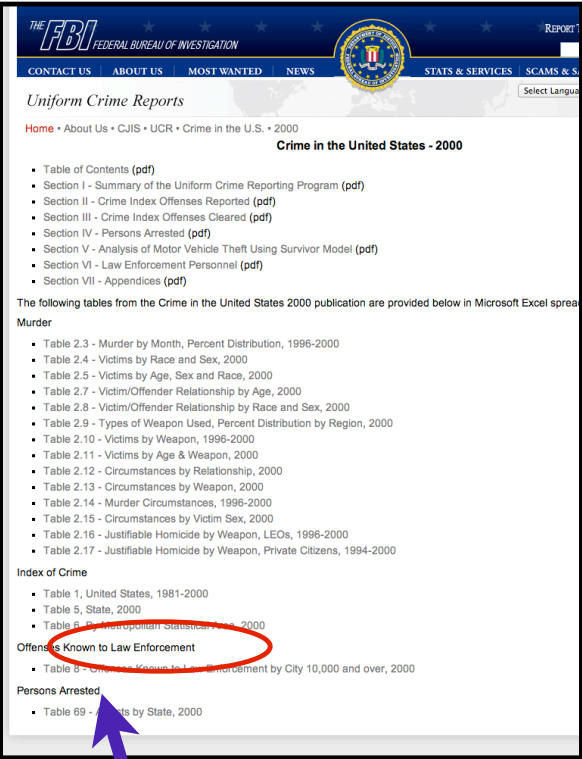 THE
FBI FEDERAL BUREAU OF INVESTIGATION
REPORT
CONTACT US | ABOUT US | MOST WANTED | NEWS STATS & SERVICES | SCAMS &
Select
Uniform Crime Reports
Home • About Us • CJIS • UCR • Crime in the U.S. • 2000
Crime in the United States - 2000
Table of Contents (pdf)
Section I - Summary of the Uniform Crime Reporting Program (pdf)
Section II - Crime Index Offenses Reported (pdf)
Section III - Crime Index Offenses Cleared (pdf)
Section IV - Persons Arrested (pdf)
Section V - Analysis of Motor Vehicle Theft Using Survivor Model (pdf)
Section VI - Law Enforcement Personnel (pdf)
Section VII - Appendices (pdf)
The following tables from the Crime in the United States 2000 publication are provided below in Microsoft Excel sprea
Murder
Table 2.3 - Murder by Month, Percent Distribution, 1996-2000
Table 2.4 - Victims by Race and Sex, 2000
Table 2.5 - Victims by Age, Sex and Race, 2000
Table 2.7 - Victim/Offender Relationship by Age, 2000
Table 2.8 - Victim/Offender Relationship by Race and Sex, 2000
Table 2.9 - Types of Weapon Used, Percent Distribution by Region, 2000
Table 2.10 - Victims by Weapon, 1996-2000
Table 2.11 - Victims by Age & Weapon, 2000
Table 2.12 - Circumstances by Relationship, 2000
Table 2.13 - Circumstances by Weapon, 2000
Table 2.14 - Murder Circumstances, 1996-2000
Table 2.15 - Circumstances by Victim Sex, 2000
Table 2.16 - Justifiable Homicide by Weapon, LEOs, 1996-2000
Table 2.17 - Justifiable Homicide by Weapon, Private Citizens, 1994-2000
Index of Crime
Table 1, United States, 1981-2000
Table 5, State, 2000
Table 6, By Metropolitan Statistical Area, 2000
Offenses Known to Law Enforcement
Table 8 - Offenses Known to Law Enforcement by City 10,000 and over, 2000
Persons Arrested
Table 69 - Arrests by State, 2000